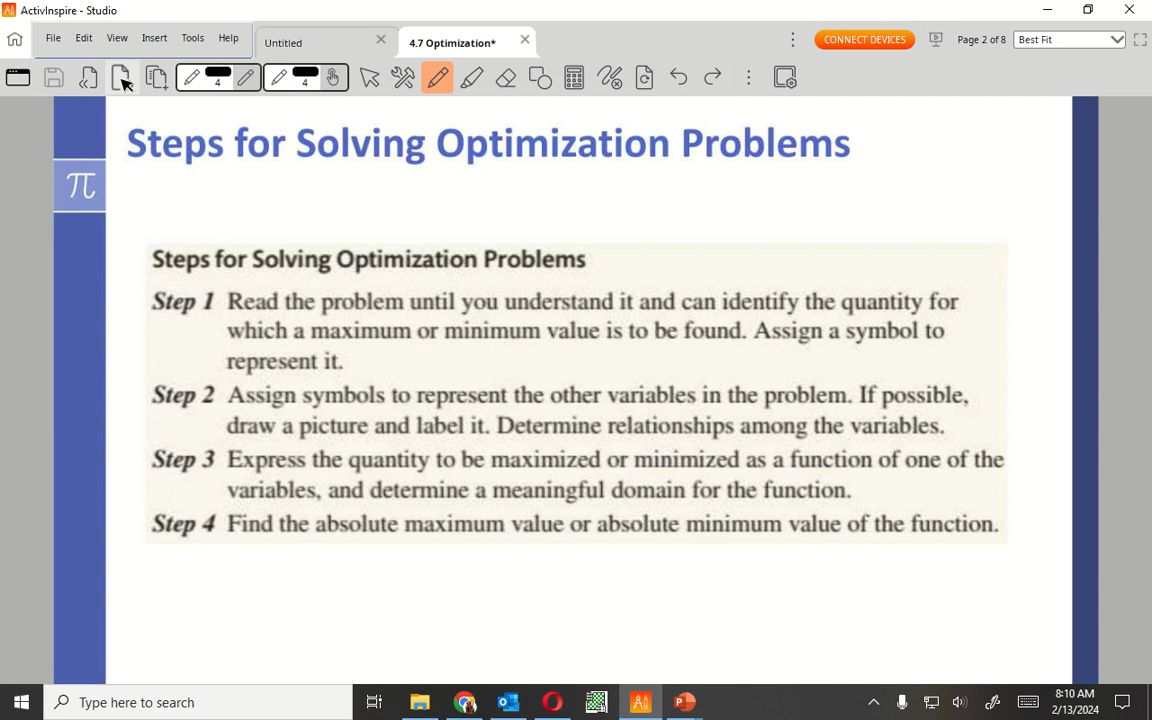 ActivInspire - Studio
File Edit View Insert Tools Help
Untitled
4.7 Optimization*
CONNECT DEVICES
Page 2 of 8
Best Fit
4
4
Steps for Solving Optimization Problems
π
Steps for Solving Optimization Problems
Step 1 Read the problem until you understand it and can identify the quantity for
which a maximum or minimum value is to be found. Assign a symbol to
represent it.
Step 2 Assign symbols to represent the other variables in the problem. If possible,
draw a picture and label it. Determine relationships among the variables.
Step 3 Express the quantity to be maximized or minimized as a function of one of the
variables, and determine a meaningful domain for the function.
Step 4 Find the absolute maximum value or absolute minimum value of the function.
Type here to search
8:10 AM
2/13/2024